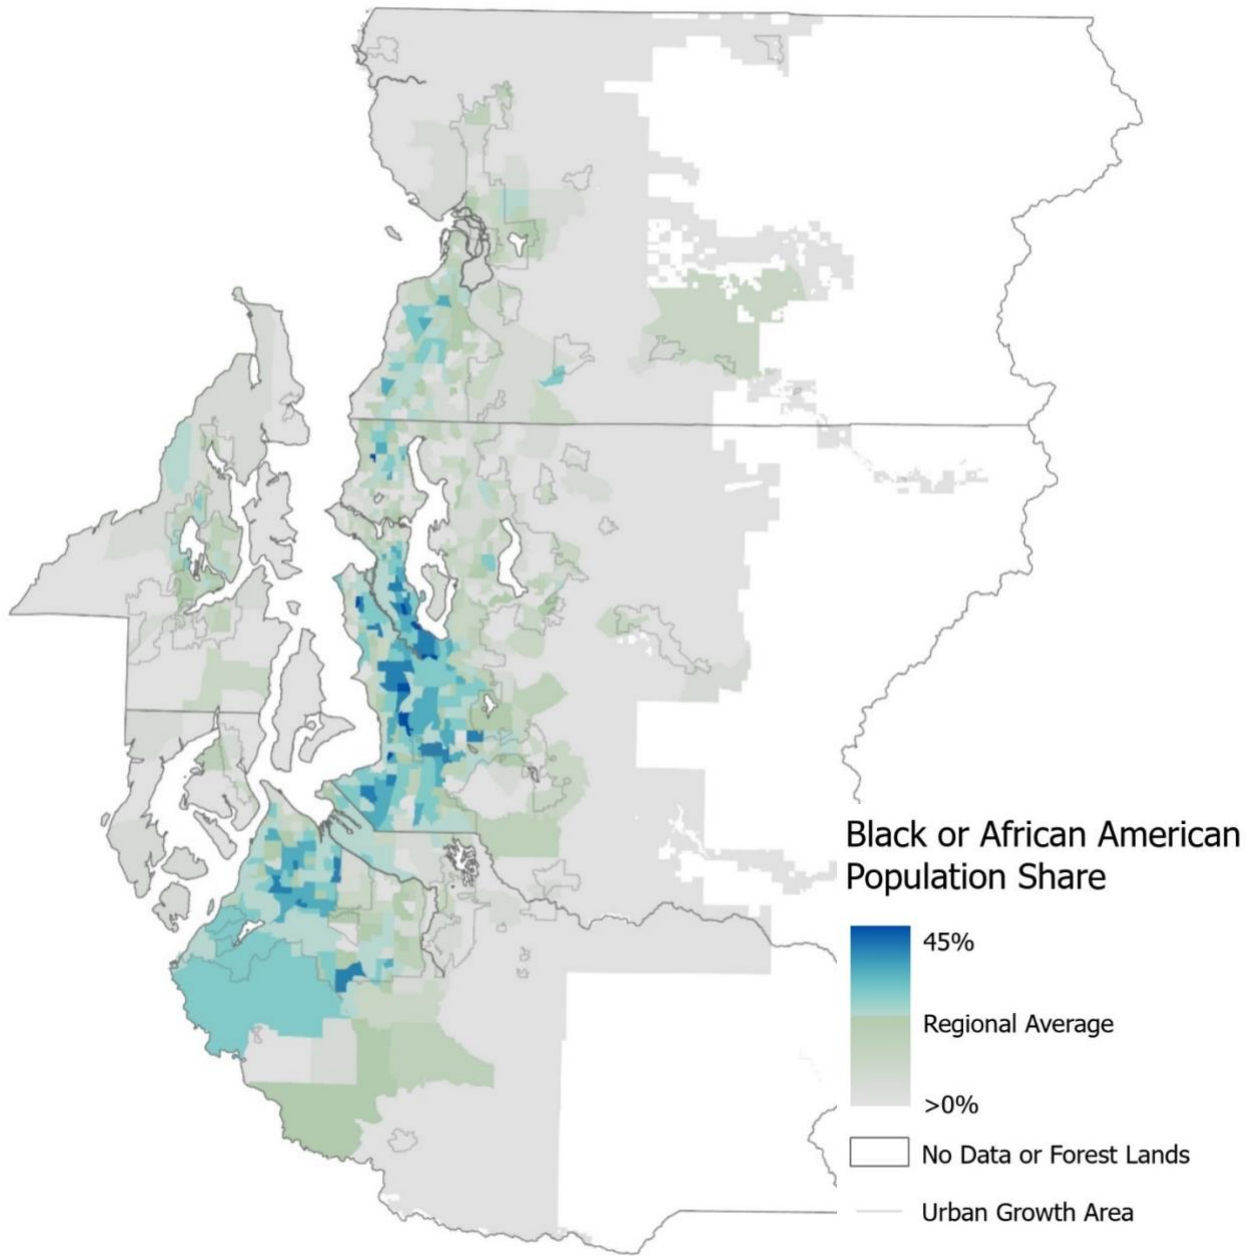 Black or African American
Population Share
45%
Regional Average
>0%
No Data or Forest Lands
Urban Growth Area